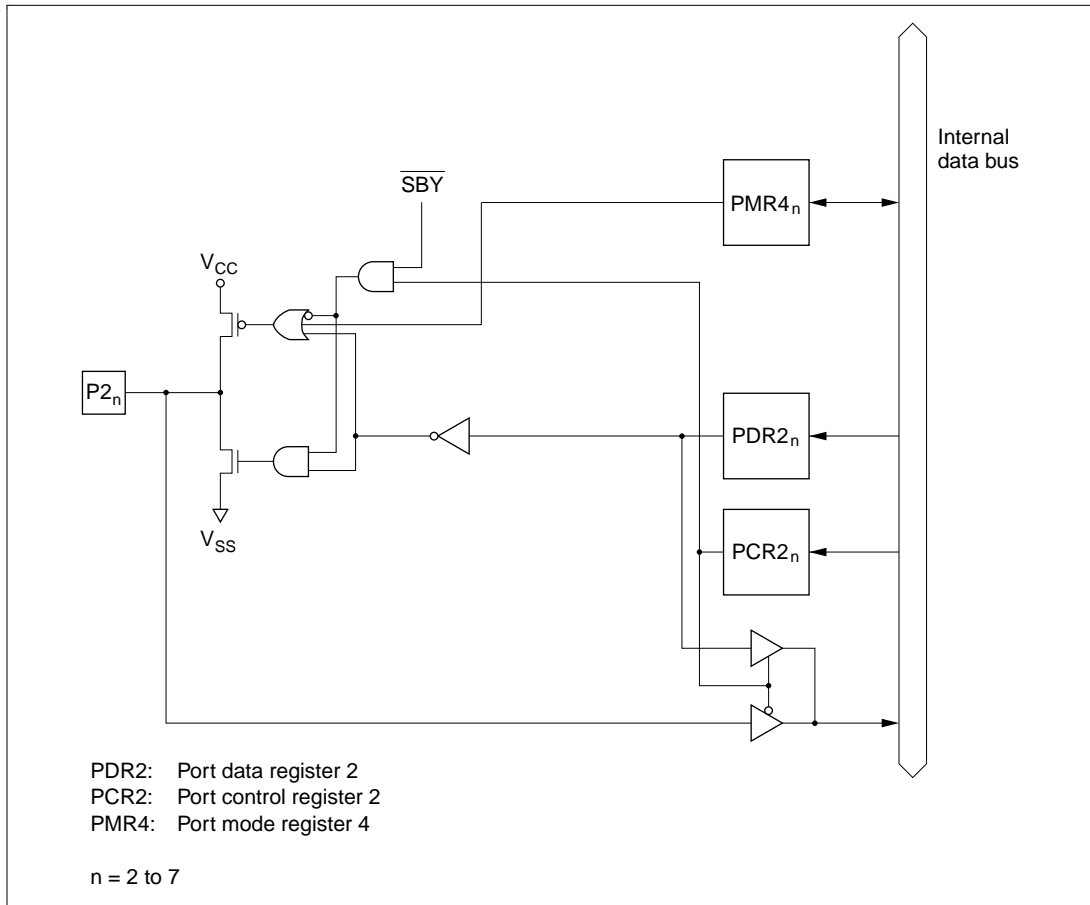 Internal
data bus
SBY
PMR4n
VCC
P2n
PDR2n
VSS
PCR2n
PDR2: Port data register 2
PCR2: Port control register 2
PMR4: Port mode register 4
n = 2 to 7